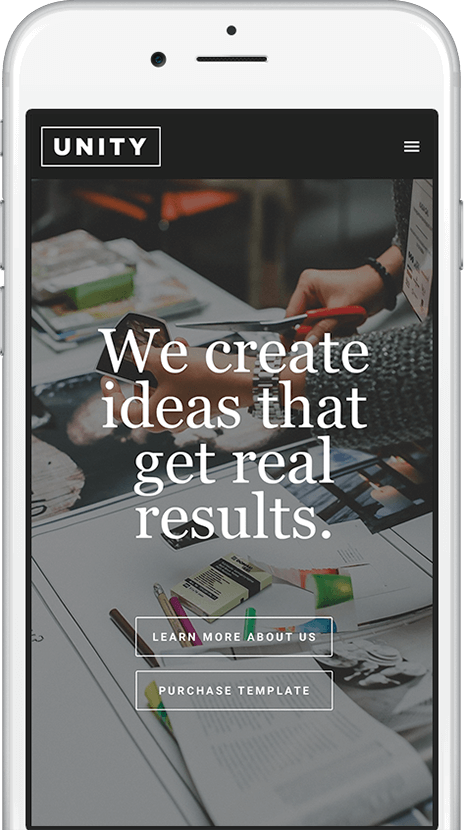 UNITY
We create
ideas that
get real
results.
LEARN MORE ABOUT US
PURCHASE TEMPLATE